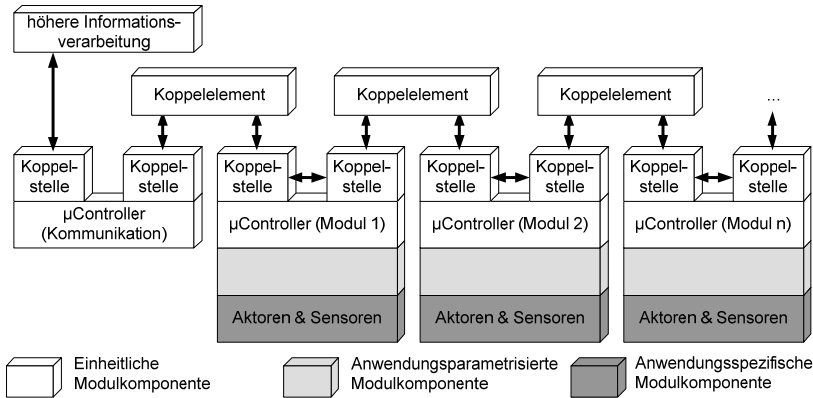 höhere Informations-
verarbeitung
Koppelelement
Koppelelement
Koppelelement
...
Koppel-
stelle
Koppel-
stelle
Koppel-
stelle
Koppel-
stelle
Koppel-
stelle
Koppel-
stelle
Koppel-
stelle
Koppel-
stelle
µController
(Kommunikation)
µController (Modul 1)
µController (Modul 2)
µController (Modul n)
Aktoren & Sensoren
Aktoren & Sensoren
Aktoren & Sensoren
Einheitliche
Modulkomponente
Anwendungsparametrisierte
Modulkomponente
Anwendungsspezifische
Modulkomponente